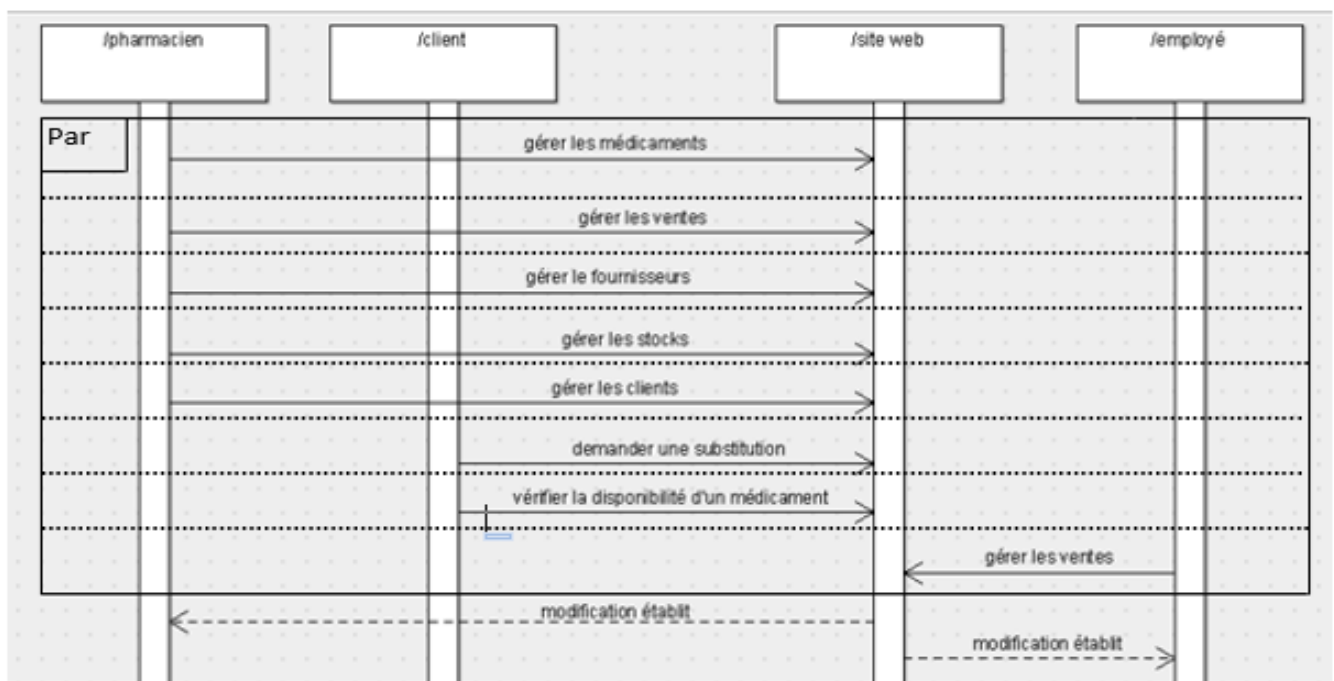 /pharmacien
/client
/site web
/employé
Par
gérer les médicaments
gérer les ventes
gérer le fournisseurs
gérer les stocks
gérer les clients
demander une substitution
vérifier la disponibilité d'un médicament
gérer les ventes
modification établit
modification établit